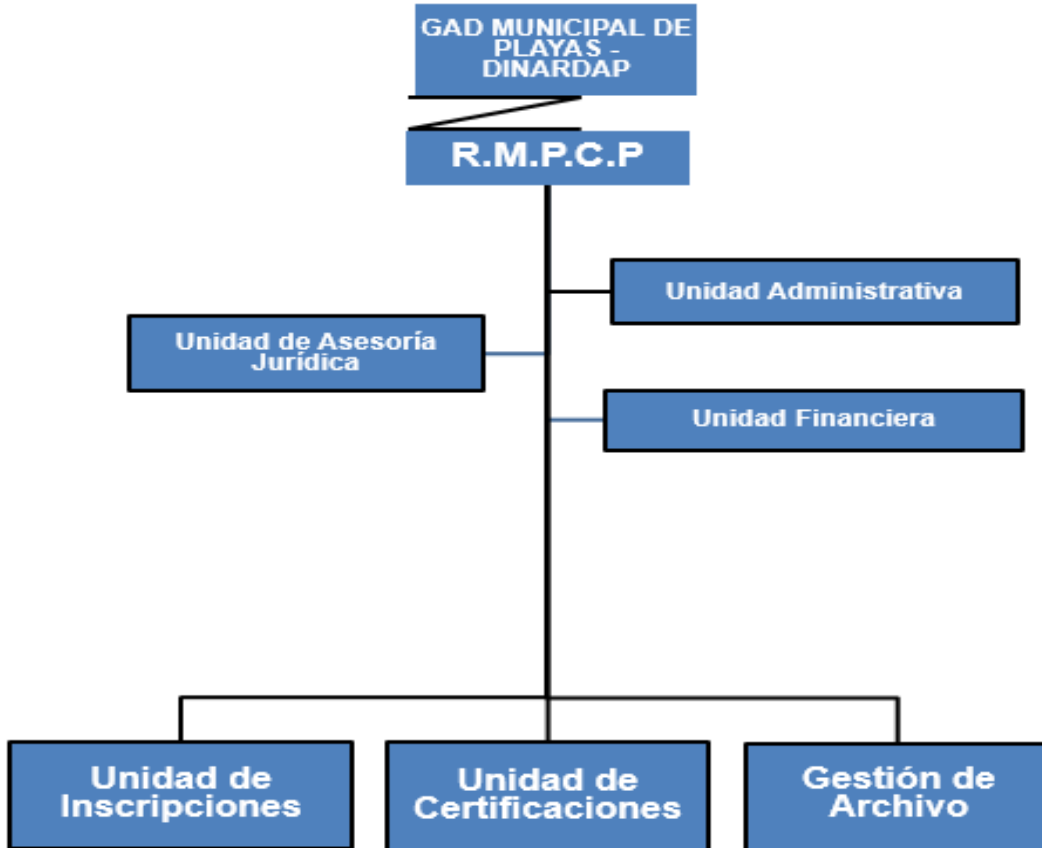 GAD MUNICIPAL DE
PLAYAS -
DINARDAP
R.M.P.C.P
Unidad Administrativa
Unidad de Asesoría
Jurídica
Unidad Financiera
Unidad de
Inscripciones
Unidad de
Certificaciones
Gestión de
Archivo